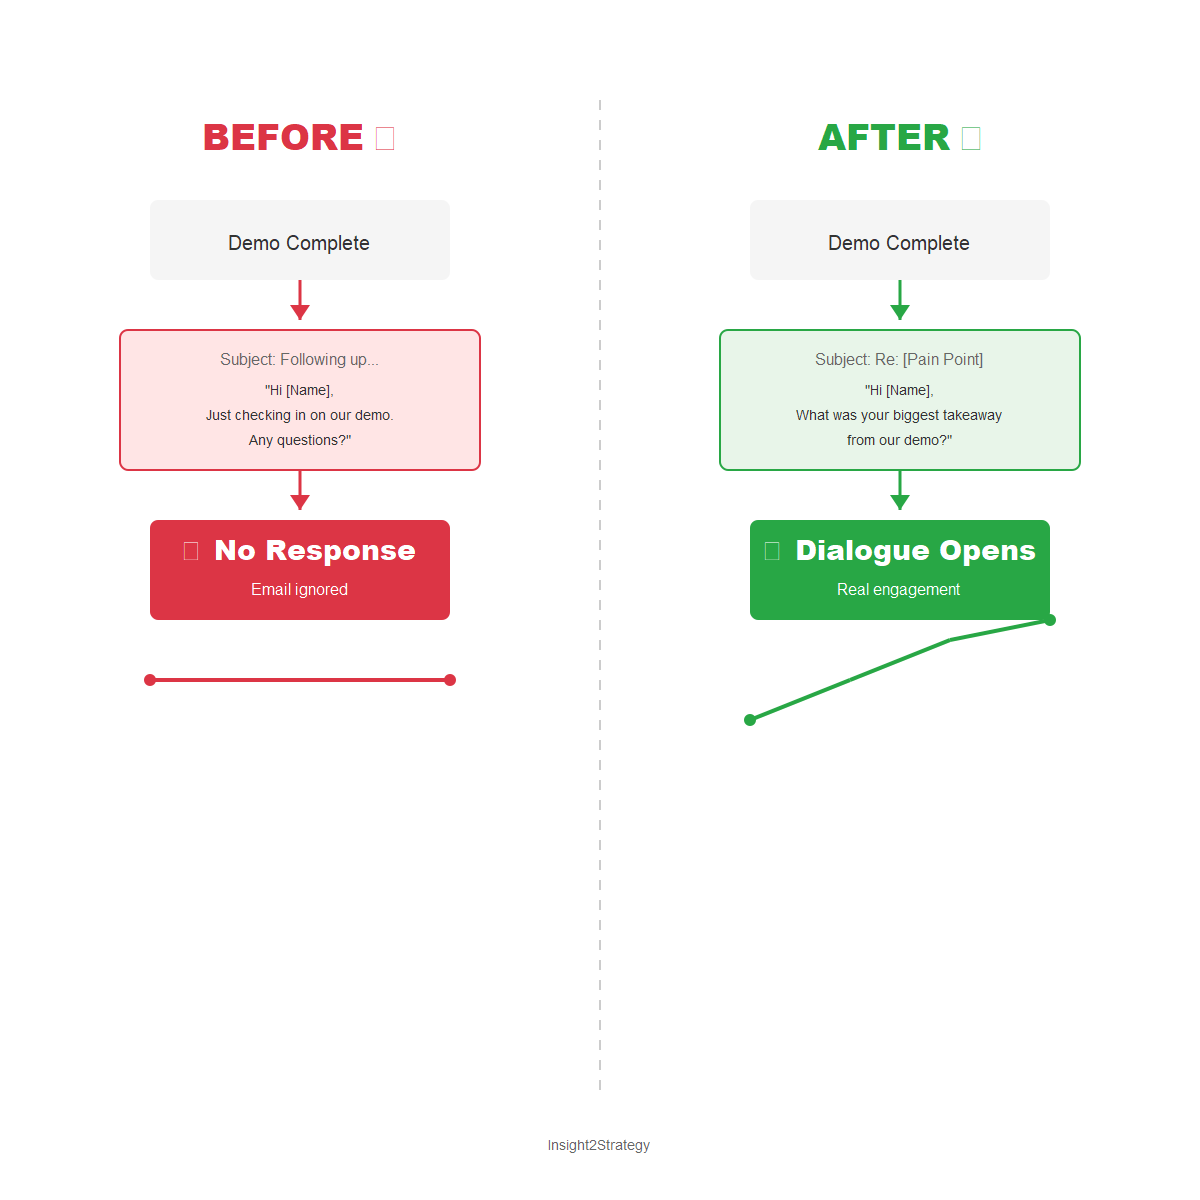 BEFORE
Demo Complete
Subject: Following up...
"Hi [Name],
Just checking in on our demo.
Any questions?"
No Response
Email ignored
AFTER
Demo Complete
Subject: Re: [Pain Point]
"Hi [Name],
What was your biggest takeaway
from our demo?"
Dialogue Opens
Real engagement
Insight2Strategy